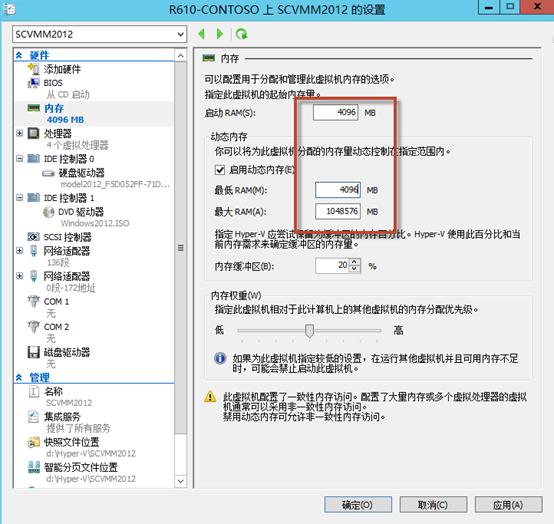 R610-CONTOSO 上 SCVMM2012 的设置
SCVMM2012
硬件
添加硬件
BIOS
从 CD 启动
内存
4096 MB
处理器
4个虚拟处理器
IDE 控制器 0
硬盘驱动器
model2012_F5D052FF-71D...
IDE 控制器 1
DVD 驱动器
Windows2012.ISO
SCSI 控制器
网络适配器
136段
网络适配器
0段-172地址
COM 1
无
COM 2
无
磁盘驱动器
无
管理
名称
SCVMM2012
集成服务
提供了所有服务
快照文件位置
d:\Hyper-V\SCVMM2012
智能分页文件位置
d:\Hyper-V\SCVMM2012
内存
可以配置用于分配和管理此虚拟机内存的选项。
指定此虚拟机的起始内存量。
启动 RAM(S): 4096 MB
动态内存
你可以将为此虚拟机分配的内存量动态控制在指定范围内。
启用动态内存(E)
最低 RAM(M): 4096 MB
最大 RAM(A): 1048576 MB
指定 Hyper-V 应尝试保留为缓冲区的内存百分比。Hyper-V 使用此百分比和当
前内存需求来确定缓冲区的内存量。
内存缓冲区(B): 20 %
内存权重(W)
指定此虚拟机相对于此计算机上的其他虚拟机的内存分配优先级。
低 高
如果为此虚拟机指定较低的设置，在运行其他虚拟机并且可用内存不足
时，可能会禁止启动此虚拟机。
此虚拟机配置了一致性内存访问。配置了大量内存或多个虚拟处理器的虚拟
机通常可以采用非一致性内存访问。
禁用动态内存可允许非一致性内存访问。
确定(O) 取消(C) 应用(A)